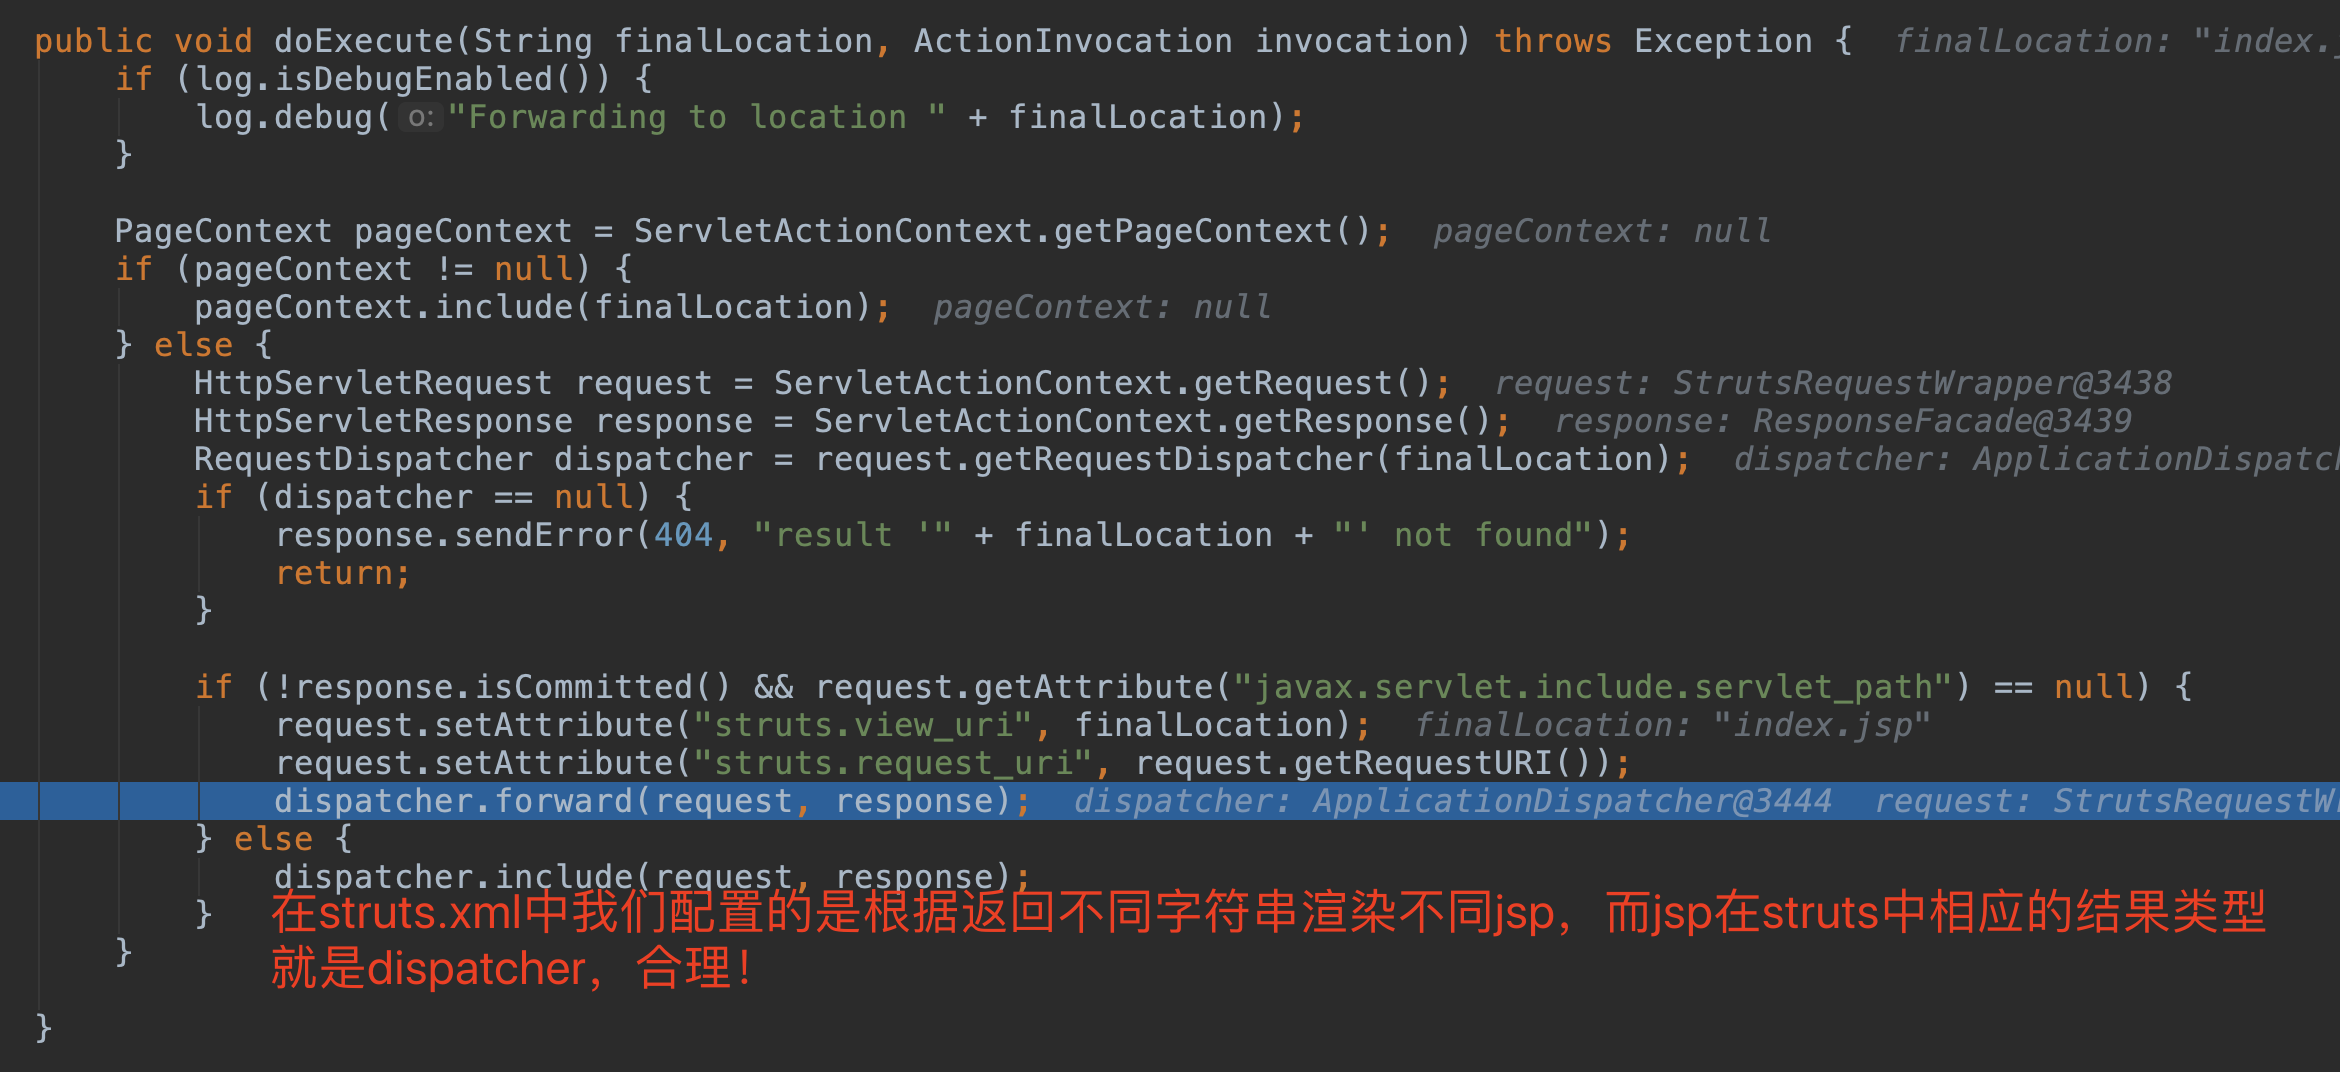 public void doExecute(String finalLocation, ActionInvocation invocation) throws Exception {  finalLocation: "index.
    if (log.isDebugEnabled()) {
        log.debug( o: "Forwarding to location " + finalLocation);
    }
    PageContext pageContext = ServletActionContext.getPageContext();  pageContext: null
    if (pageContext != null) {
        pageContext.include(finalLocation);  pageContext: null
    } else {
        HttpServletRequest request = ServletActionContext.getRequest();  request: StrutsRequestWrapper@3438
        HttpServletResponse response = ServletActionContext.getResponse();  response: ResponseFacade@3439
        RequestDispatcher dispatcher = request.getRequestDispatcher(finalLocation);  dispatcher: ApplicationDispatch
        if (dispatcher == null) {
            response.sendError(404, "result '" + finalLocation + "' not found");
            return;
        }
        if (!response.isCommitted() && request.getAttribute("javax.servlet.include.servlet_path") == null) {
            request.setAttribute("struts.view_uri", finalLocation);  finalLocation: "index.jsp"
            request.setAttribute("struts.request_uri", request.getRequestURI());
            dispatcher.forward(request, response);  dispatcher: ApplicationDispatcher@3444  request: StrutsRequestW
        } else {
            dispatcher.include(request, response);
        }
在struts.xml中我们配置的是根据返回不同字符串渲染不同jsp，而jsp在struts中相应的结果类型
就是dispatcher，合理！
    }
}